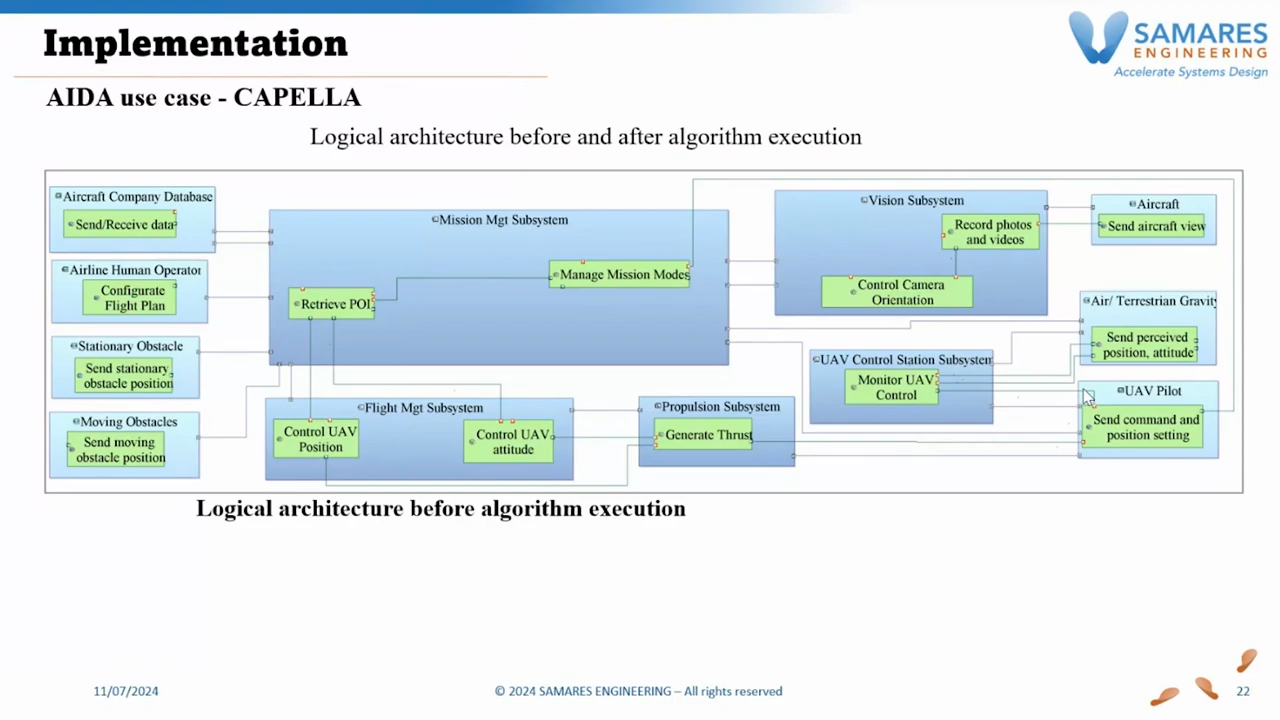 Implementation
SAMARES
ENGINEERING
Accelerate Systems Design
AIDA use case - CAPELLA
Logical architecture before and after algorithm execution
Aircraft Company Database
Send/Receive data
Airline Human Operator
Configurate
Flight Plan
Stationary Obstacle
Send stationary
obstacle position
Moving Obstacles
Send moving
obstacle position
Mission Mgt Subsystem
Retrieve POI
Manage Mission Modes
Flight Mgt Subsystem
Control UAV
Position
Control UAV
attitude
Propulsion Subsystem
Generate Thrust
Vision Subsystem
Record photos
and videos
Control Camera
Orientation
UAV Control Station Subsystem
Monitor UAV
Control
Aircraft
Send aircraft view
Air/ Terrestrian Gravity
Send perceived
position, attitude
UAV Pilot
Send command and
position setting
Logical architecture before algorithm execution
11/07/2024
© 2024 SAMARES ENGINEERING – All rights reserved
22